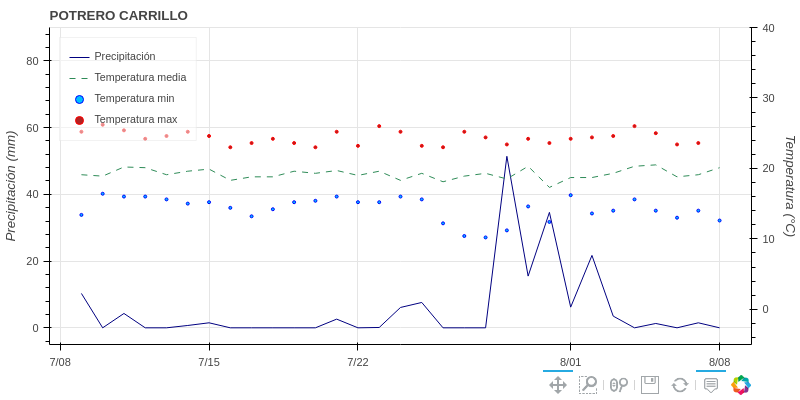 POTRERO CARRILLO
Precipitación
Temperatura media
Temperatura min
Temperatura max
Precipitación (mm)
80
60
40
20
0
Temperatura (°C)
40
30
20
10
0
7/08
7/15
7/22
8/01
8/08